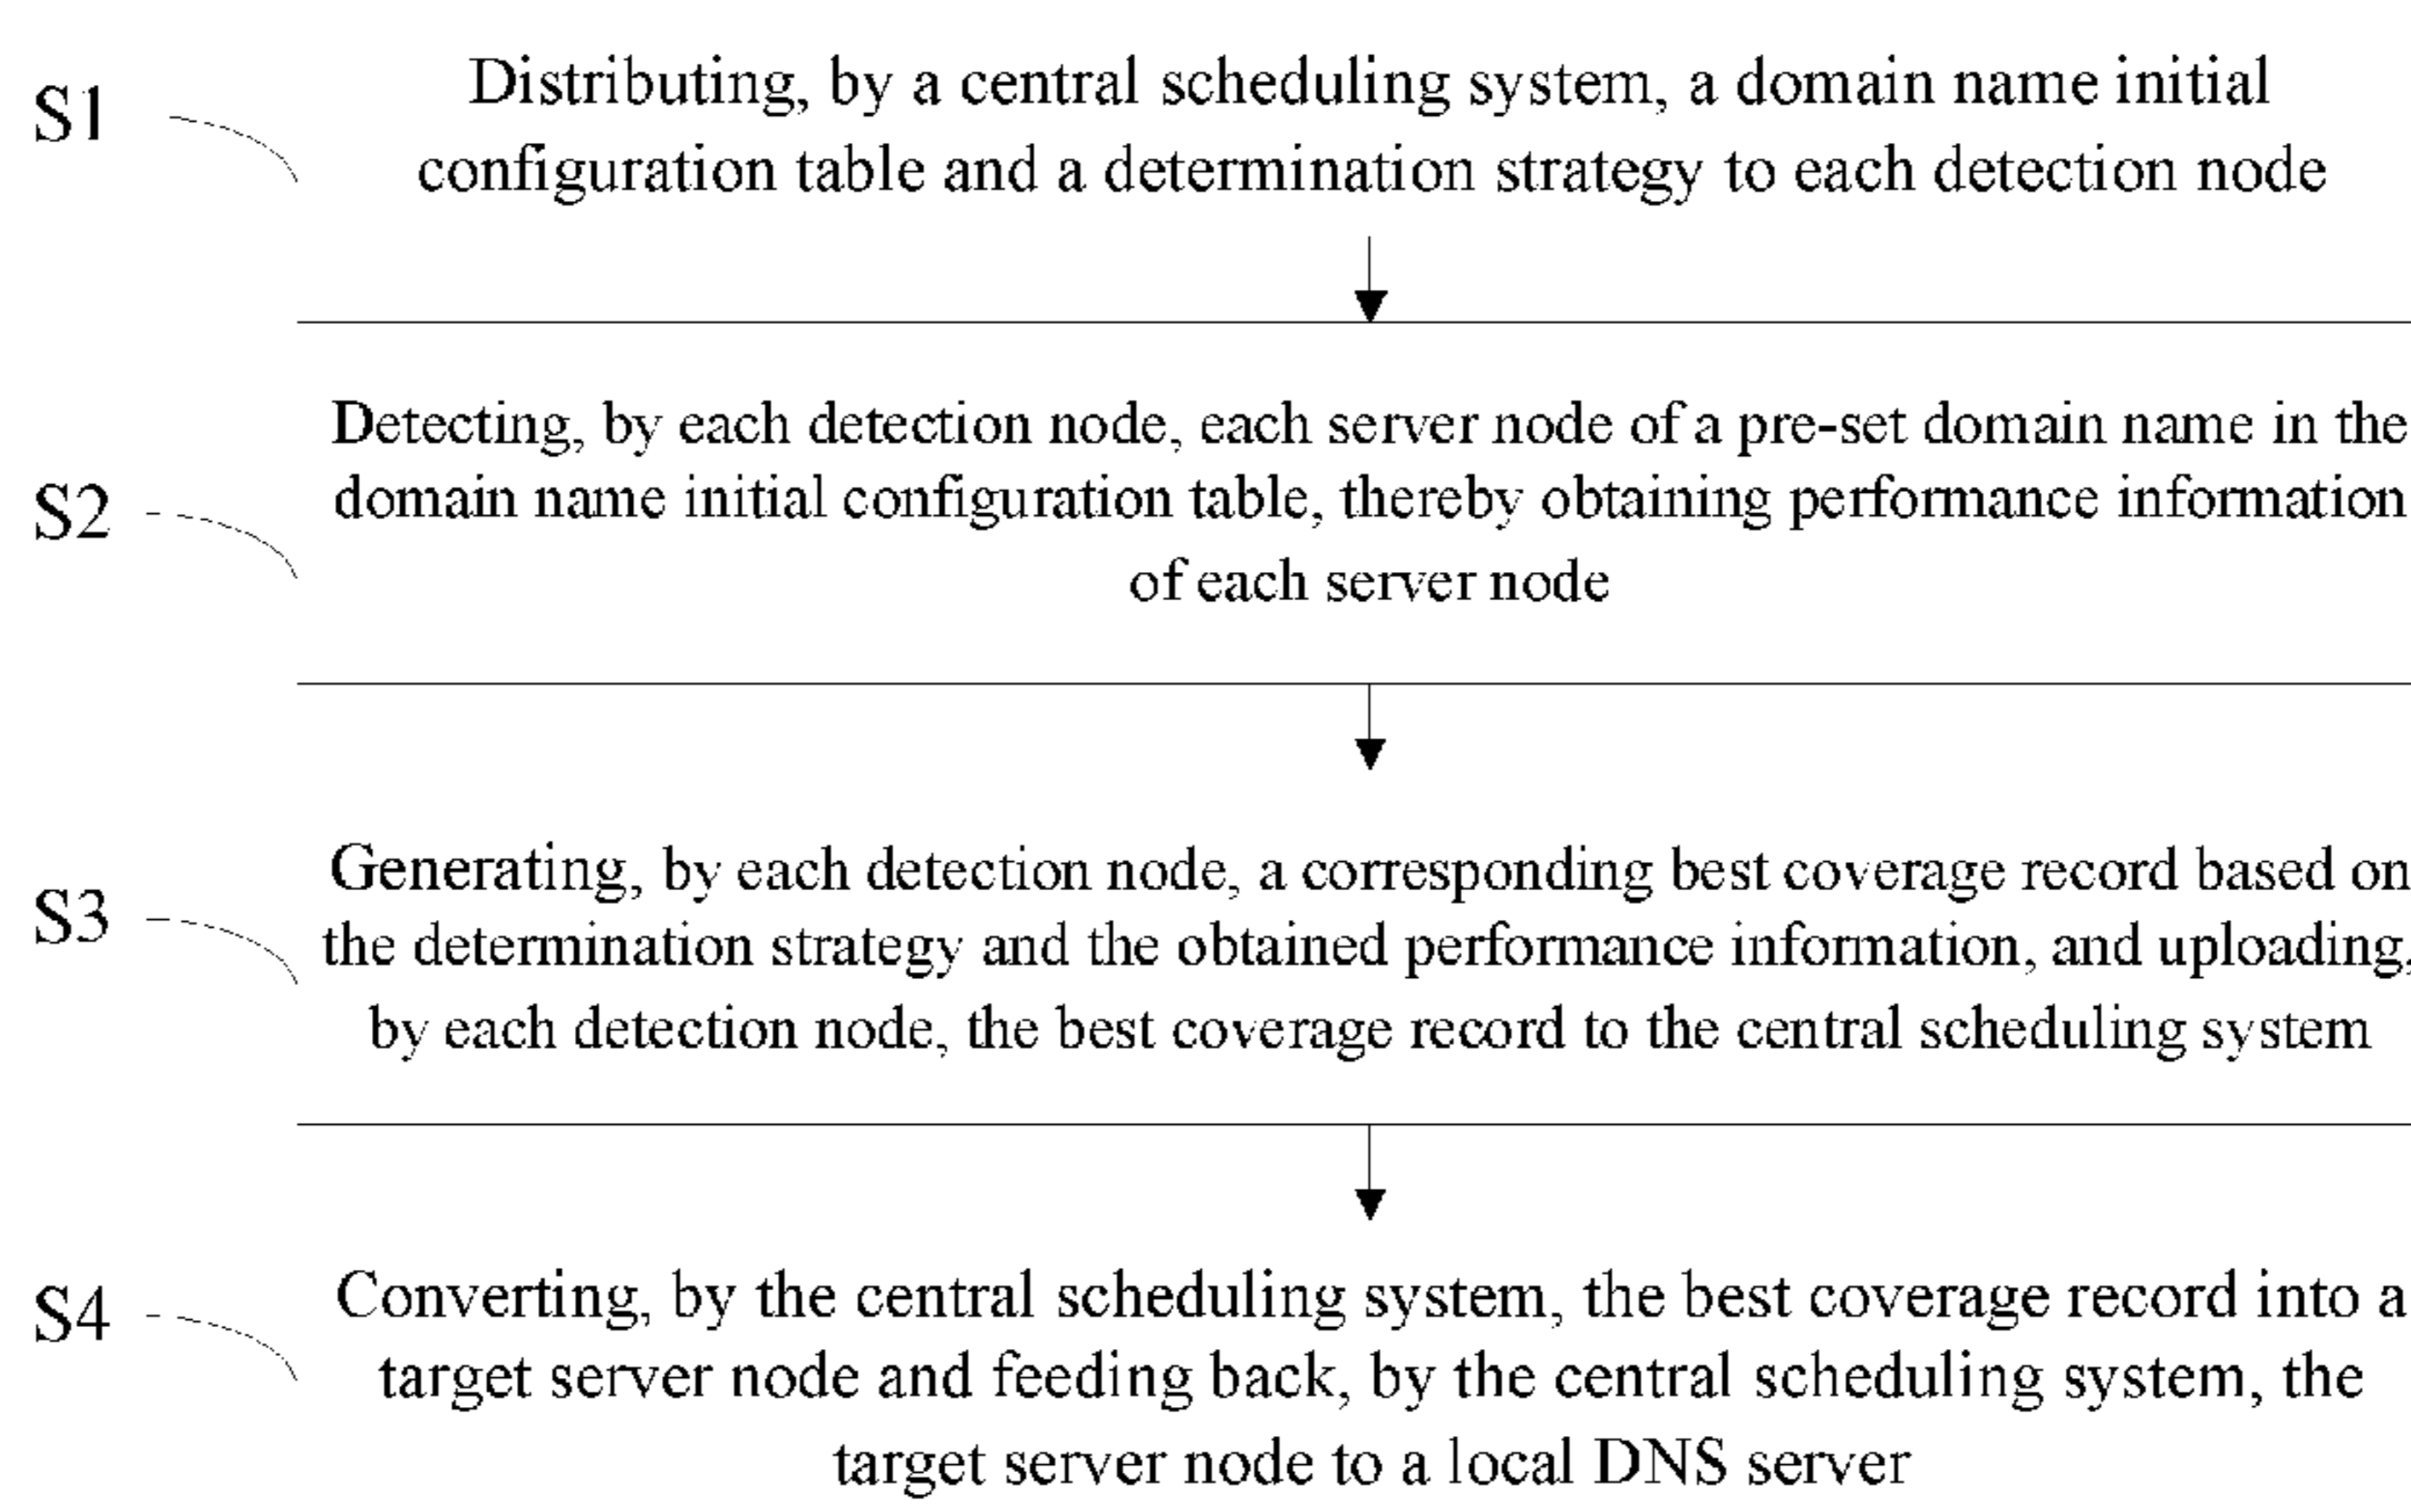 S1
Distributing, by a central scheduling system, a domain name initial
configuration table and a determination strategy to each detection node
S2
Detecting, by each detection node, each server node of a pre-set domain name in the
domain name initial configuration table, thereby obtaining performance information
of each server node
S3
Generating, by each detection node, a corresponding best coverage record based on
the determination strategy and the obtained performance information, and uploading,
by each detection node, the best coverage record to the central scheduling system
S4
Converting, by the central scheduling system, the best coverage record into a
target server node and feeding back, by the central scheduling system, the
target server node to a local DNS server